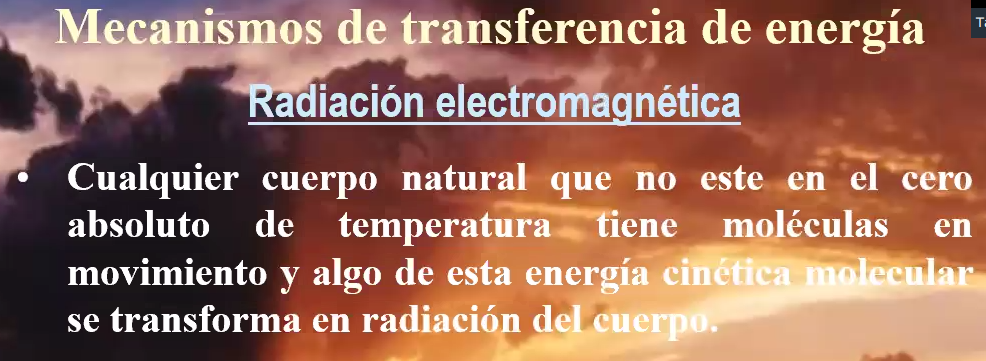 Mecanismos de transferencia de energía
Radiación electromagnética
• Cualquier cuerpo natural que no este en el cero
absoluto de temperatura tiene moléculas en
movimiento y algo de esta energía cinética molecular
se transforma en radiación del cuerpo.